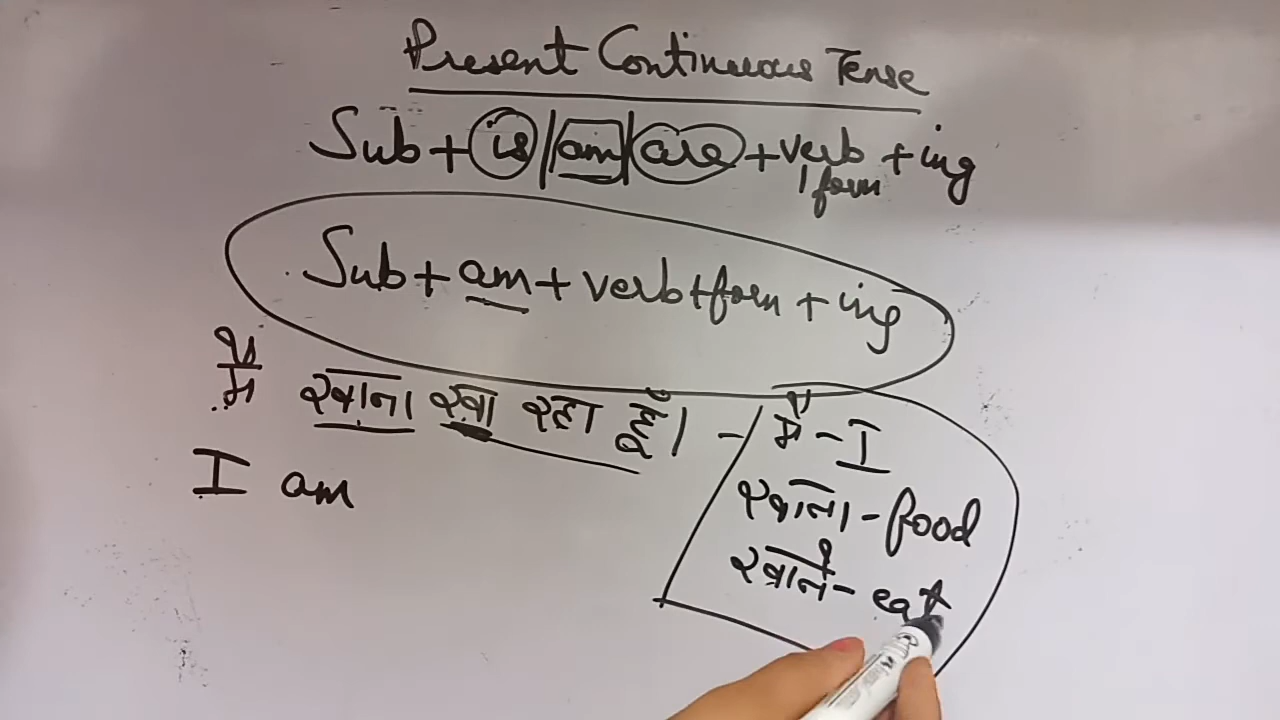 Present Continuous Tense
Sub + is / am / are + verb + ing
1 form
Sub + am + verb 1 form + ing
मैं खाना खा रहा हूँ। - मैं - I
खाना - food
खाने - eat
I am